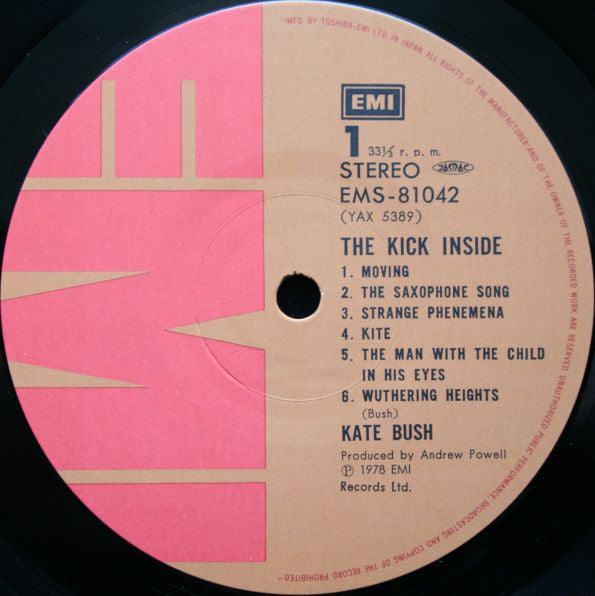 "MFD. BY TOSHIBA-EMI LTD. IN JAPAN. ALL RIGHTS OF THE MANUFACTURER AND OF THE OWNER OF THE RECORDED WORK ARE RESERVED. UNAUTHORIZED PUBLIC PERFORMANCE, BROADCASTING AND COPYING OF THE RECORD PROHIBITED"
EMI
EMI
1 33⅓ r. p. m.
STEREO JASRAC
EMS-81042
(YAX 5389)
THE KICK INSIDE
1. MOVING
2. THE SAXOPHONE SONG
3. STRANGE PHENEMENA
4. KITE
5. THE MAN WITH THE CHILD
IN HIS EYES
6. WUTHERING HEIGHTS
(Bush)
KATE BUSH
Produced by Andrew Powell
℗ 1978 EMI
Records Ltd.